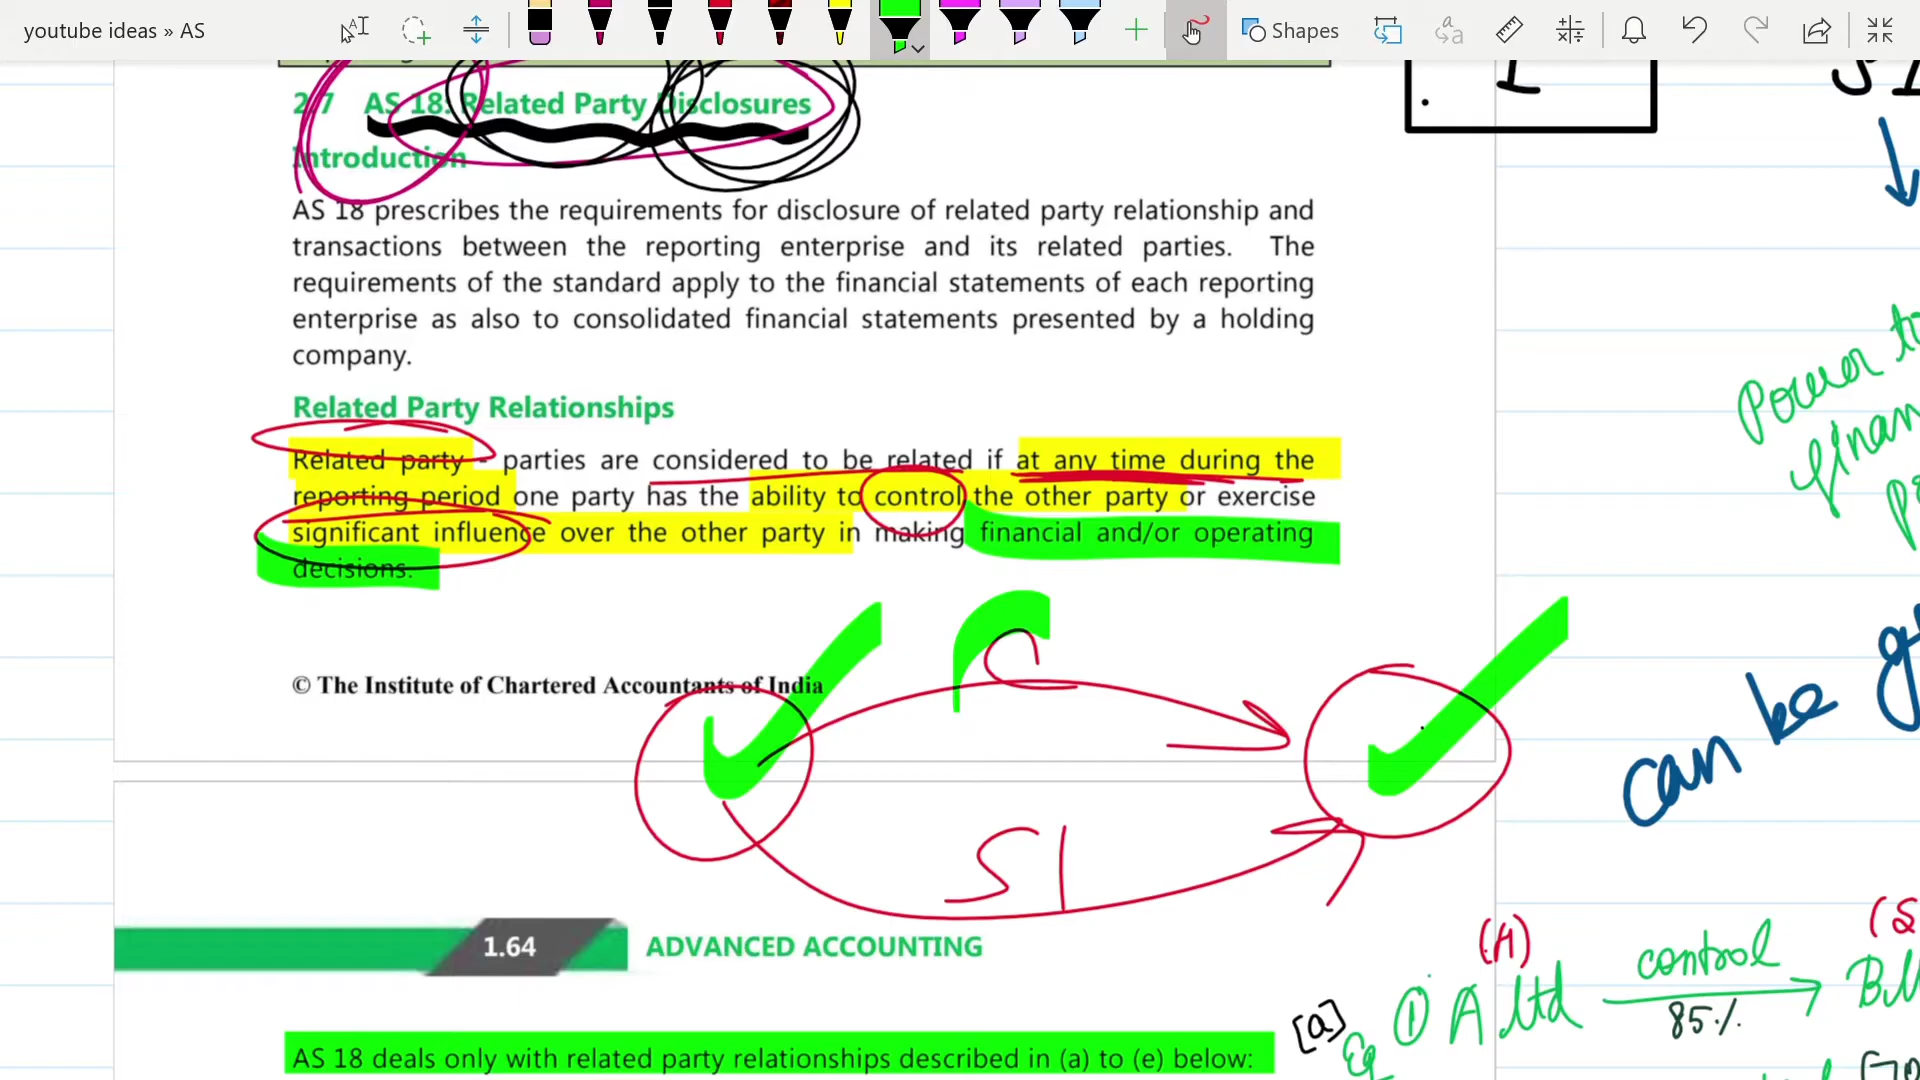 youtube ideas » AS
Shapes
2.7 AS 18: Related Party Disclosures
Introduction
AS 18 prescribes the requirements for disclosure of related party relationship and
transactions between the reporting enterprise and its related parties. The
requirements of the standard apply to the financial statements of each reporting
enterprise as also to consolidated financial statements presented by a holding
company.
Related Party Relationships
Related party - parties are considered to be related if at any time during the
reporting period one party has the ability to control the other party or exercise
significant influence over the other party in making financial and/or operating
decisions.
© The Institute of Chartered Accountants of India
C
SI
1.64 ADVANCED ACCOUNTING
AS 18 deals only with related party relationships described in (a) to (e) below:
I
SI
Power to
finan
can be
(A)
[a] Eg ① A Ltd control
85%